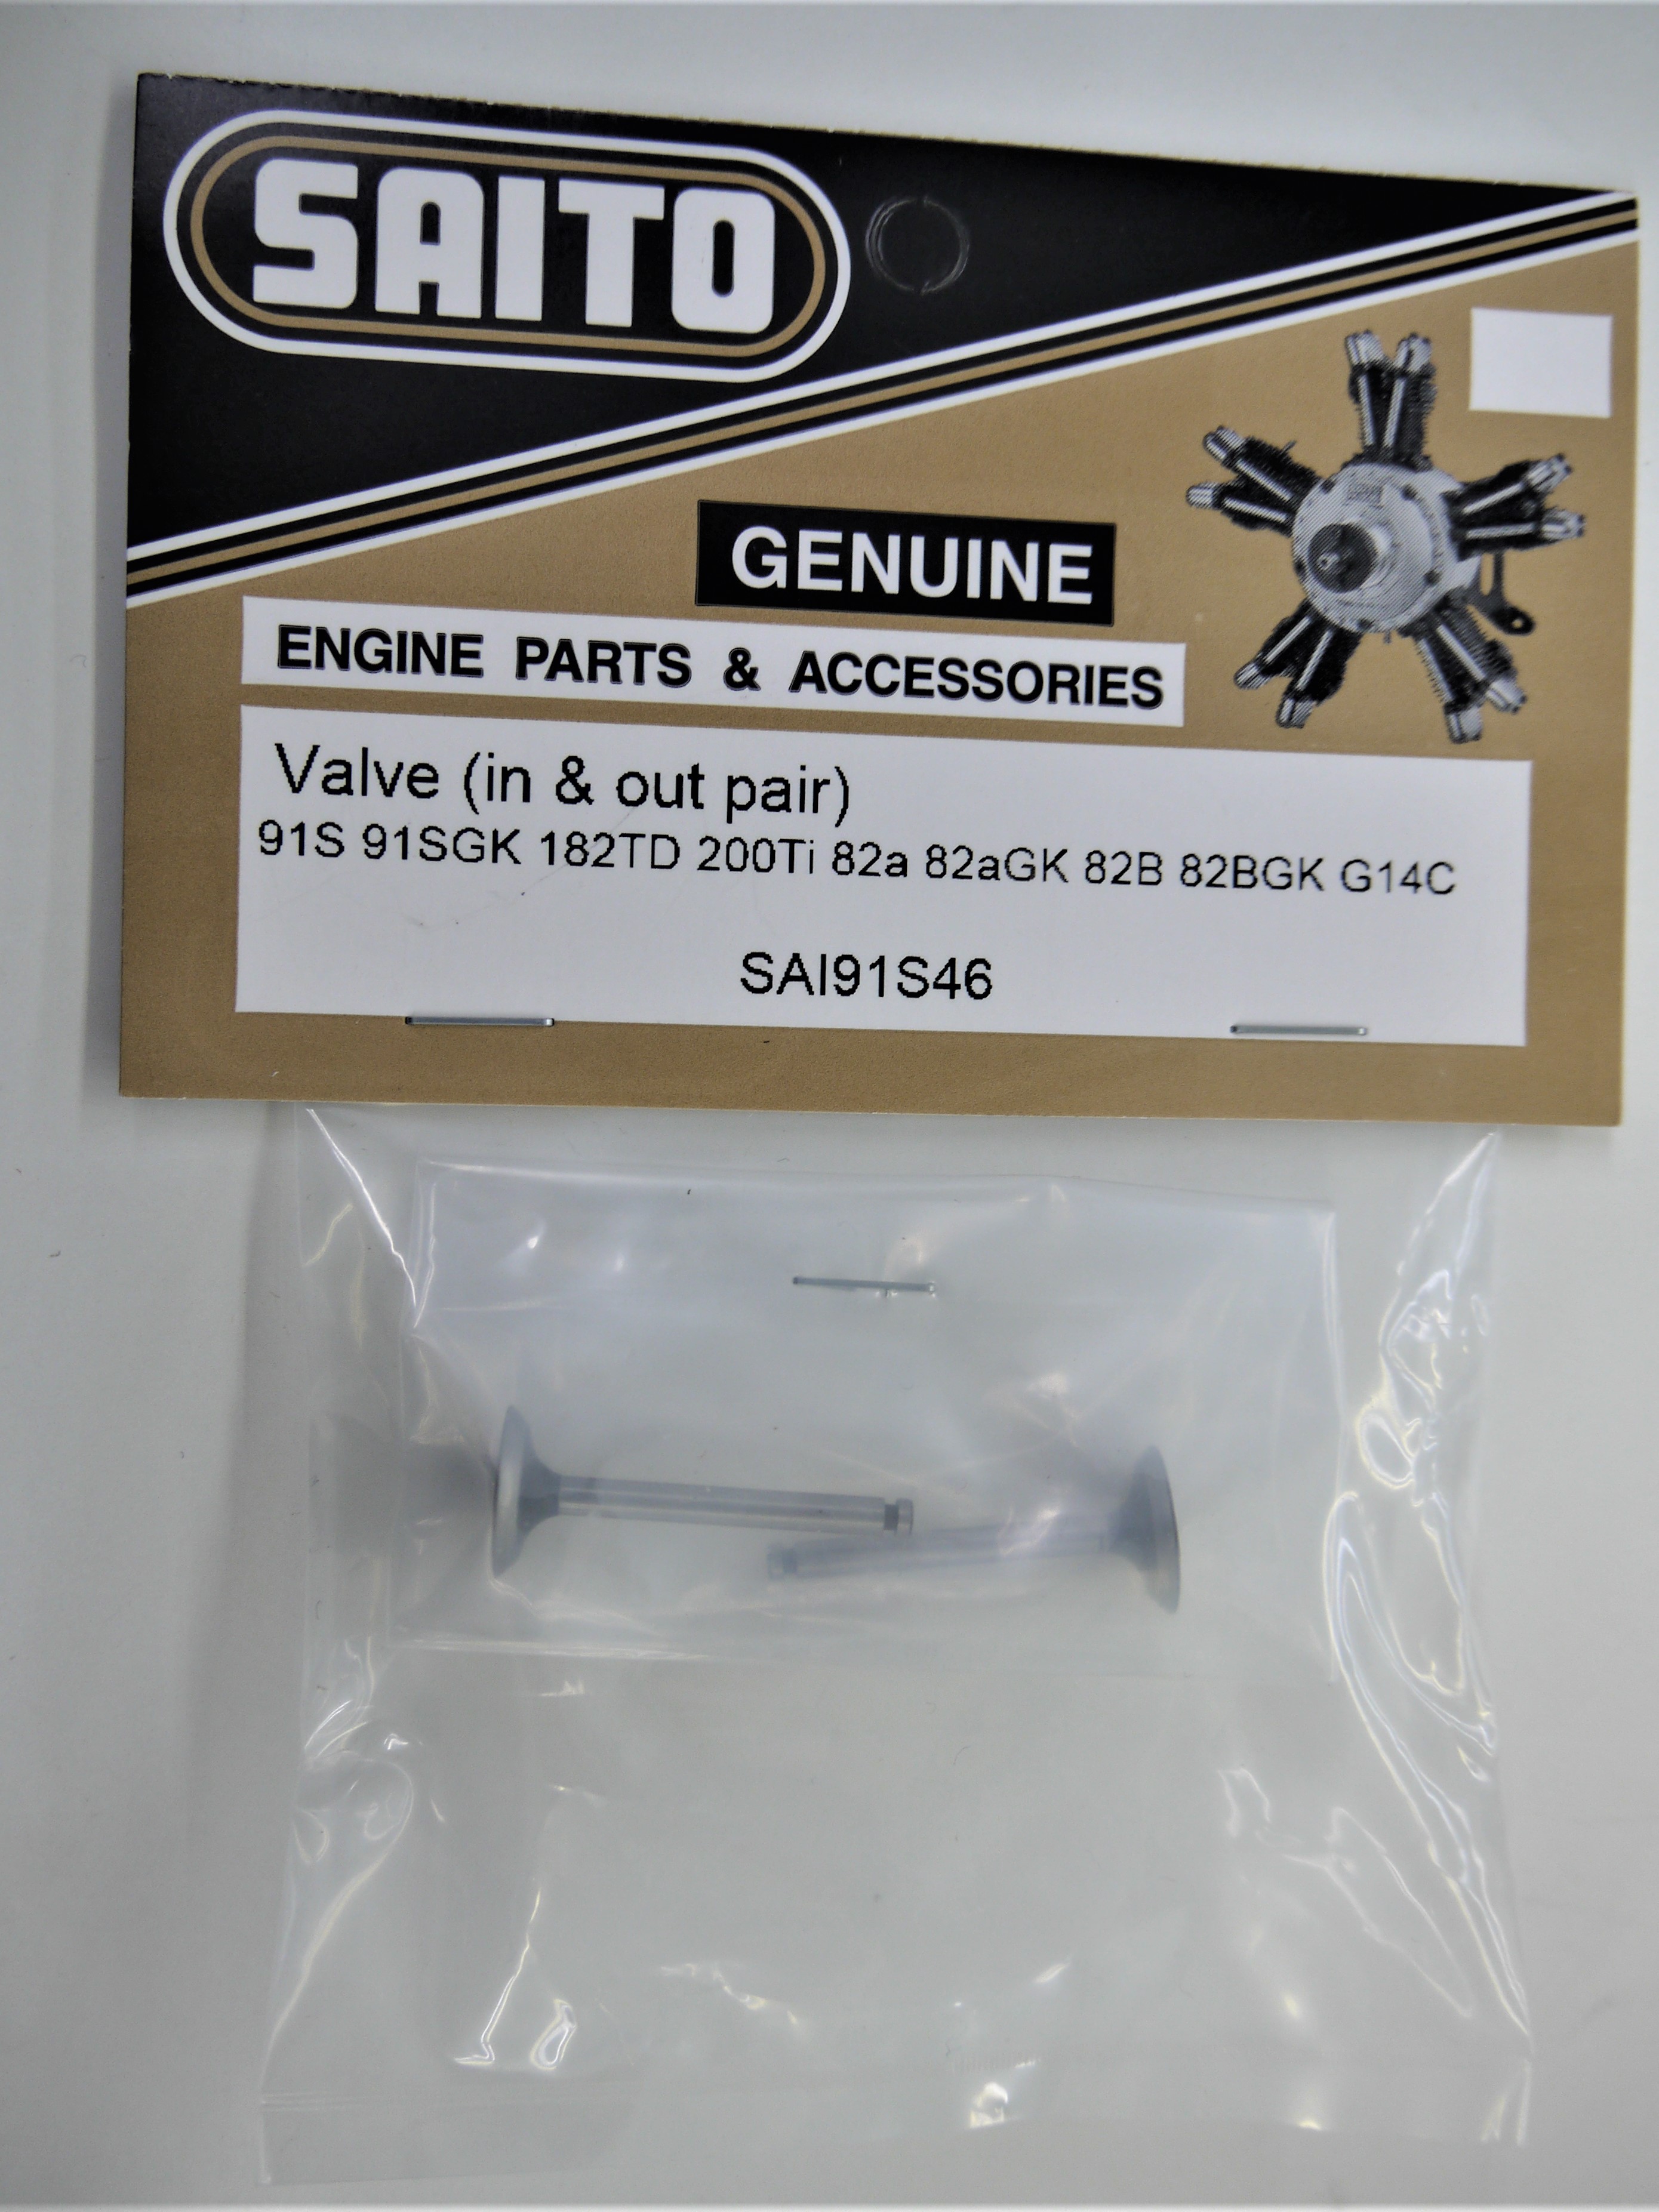 SAITO
GENUINE
ENGINE PARTS & ACCESSORIES
Valve (in & out pair)
91S 91SGK 182TD 200Ti 82a 82aGK 82B 82BGK G14C
SAI91S46